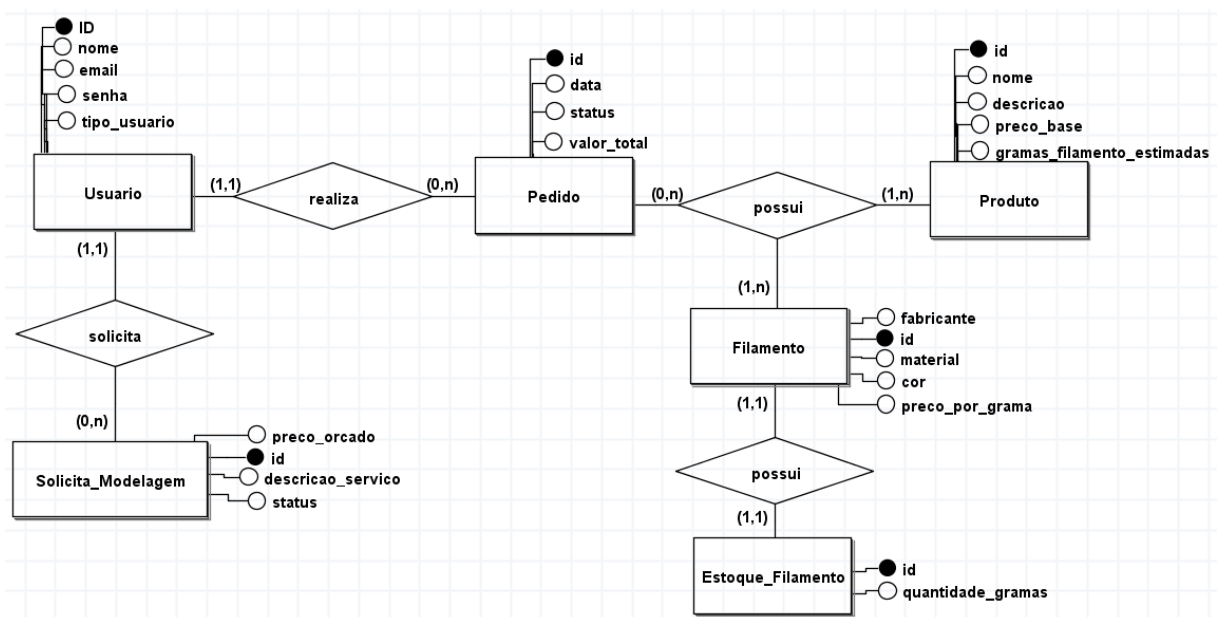 ID
nome
email
senha
tipo_usuario
Usuario
(1,1)
realiza
(0,n)
id
data
status
valor_total
Pedido
(0,n)
possui
(1,n)
id
nome
descricao
preco_base
gramas_filamento_estimadas
Produto
(1,1)
solicita
(0,n)
Solicita_Modelagem
preco_orcado
id
descricao_servico
status
(1,n)
Filamento
fabricante
id
material
cor
preco_por_grama
(1,1)
possui
(1,1)
Estoque_Filamento
id
quantidade_gramas